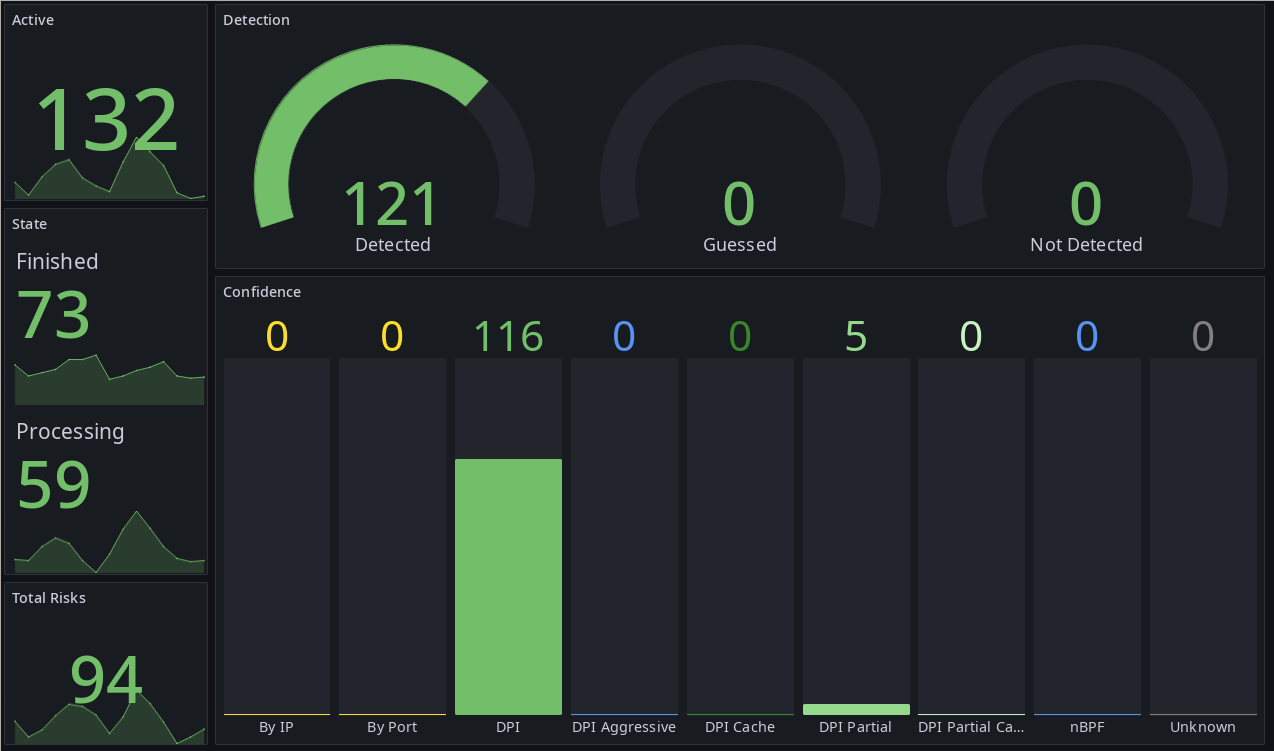 Active
132
State
Finished
73
Processing
59
Total Risks
94
Detection
121
Detected
0
Guessed
0
Not Detected
Confidence
0 0 116 0 0 5 0 0 0
By IP By Port DPI DPI Aggressive DPI Cache DPI Partial DPI Partial Ca... nBPF Unknown